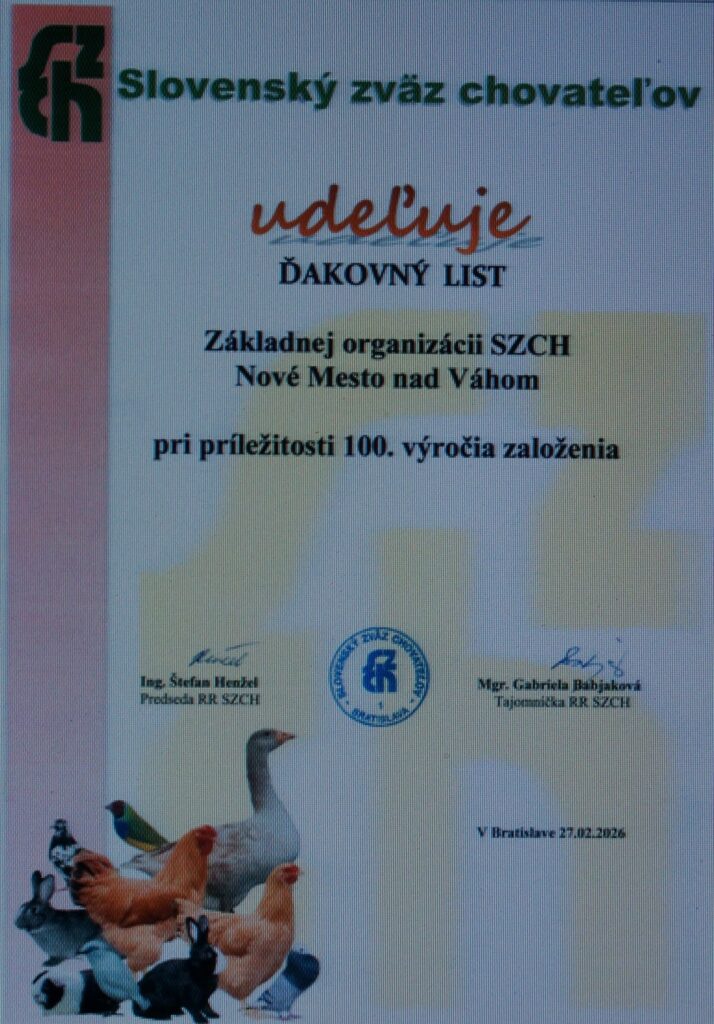 SZCH
Slovenský zväz chovateľov
udeľuje
ĎAKOVNÝ LIST
Základnej organizácii SZCH
Nové Mesto nad Váhom
pri príležitosti 100. výročia založenia
Ing. Štefan Henžel
Predseda RR SZCH
SLOVENSKÝ ZVÄZ CHOVATEĽOV
1
BRATISLAVA
Mgr. Gabriela Babjaková
Tajomníčka RR SZCH
V Bratislave 27.02.2026